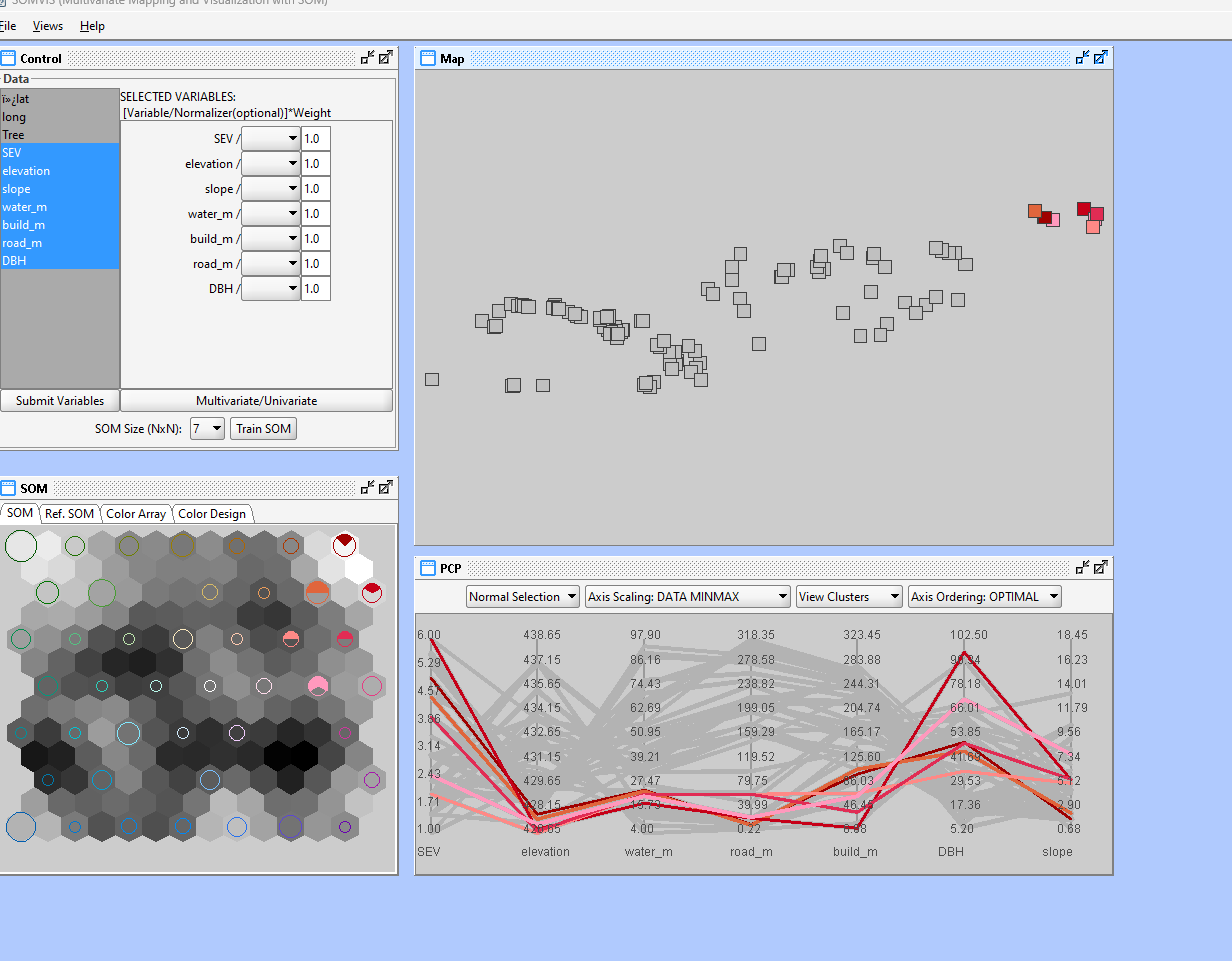 SOMVIS (Multivariate Mapping and Visualization with SOM)
File Views Help
Control
Data
ï»¿lat
long
Tree
SEV
elevation
slope
water_m
build_m
road_m
DBH
SELECTED VARIABLES:
[Variable/Normalizer(optional)]*Weight
SEV / 1.0
elevation / 1.0
slope / 1.0
water_m / 1.0
build_m / 1.0
road_m / 1.0
DBH / 1.0
Submit Variables Multivariate/Univariate
SOM Size (NxN): 7 Train SOM
Map
SOM
SOM Ref. SOM Color Array Color Design
PCP
Normal Selection Axis Scaling: DATA MINMAX View Clusters Axis Ordering: OPTIMAL
6.00 438.65 97.90 318.35 323.45 102.50 18.45
5.29 437.15 86.16 278.58 283.88 16.23
4.57 435.65 74.43 238.82 244.31 78.18 14.01
3.86 434.15 62.69 199.05 204.74 66.01 11.79
3.14 432.65 50.95 159.29 165.17 53.85 9.56
2.43 431.15 39.21 119.52 125.60 41.69 7.34
1.71 429.65 27.47 79.75 86.03 29.53 5.12
1.00 428.15 15.73 39.99 46.45 17.36 2.90
4.00 0.22 5.20 0.68
SEV elevation water_m road_m build_m DBH slope